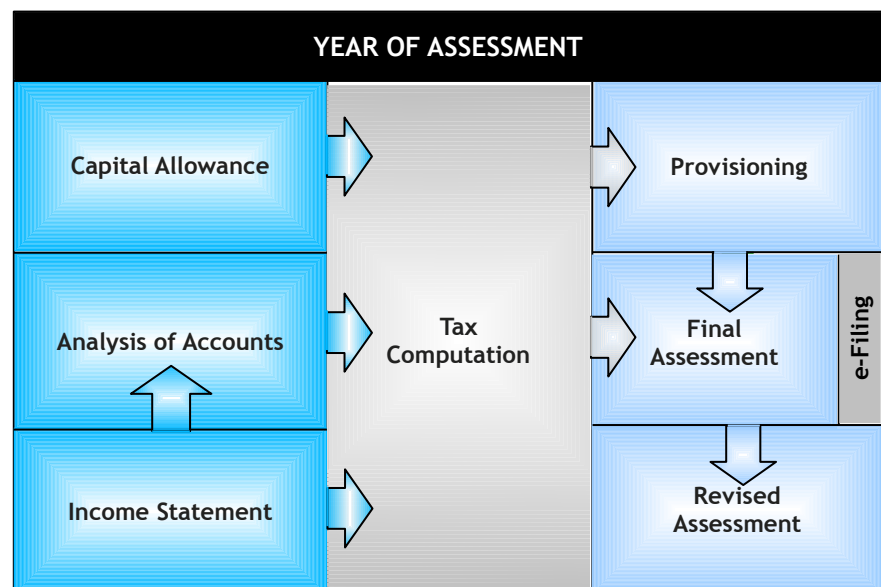 YEAR OF ASSESSMENT
Capital Allowance
Provisioning
Analysis of Accounts
Tax
Computation
Final
Assessment
e-Filing
Income Statement
Revised
Assessment